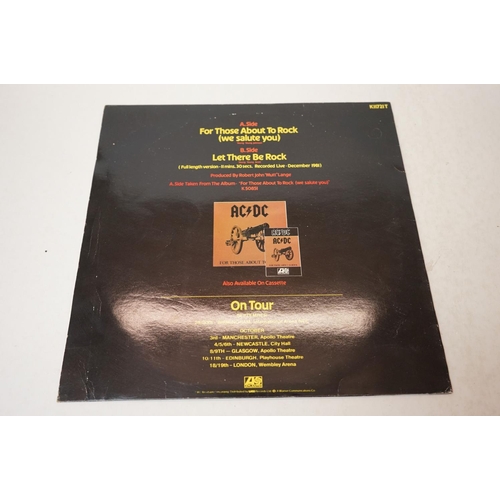 K11721T
A. Side
For Those About To Rock
(we salute you)
B. Side
Let There Be Rock
(Full length version - 11 mins. 30 secs. Recorded Live - December 1981)
Produced By Robert John "Mutt" Lange
A. Side Taken From The Album - 'For Those About To Rock (we salute you)'
K50851
AC/DC
FOR THOSE ABOUT
AC/DC
AC/DC
Also Available On Cassette
On Tour
OCTOBER
3rd - MANCHESTER, Apollo Theatre
4/5/6th - NEWCASTLE, City Hall
8/9TH - GLASGOW, Apollo Theatre
10-11th - EDINBURGH, Playhouse Theatre
18/19th - LONDON, Wembley Arena